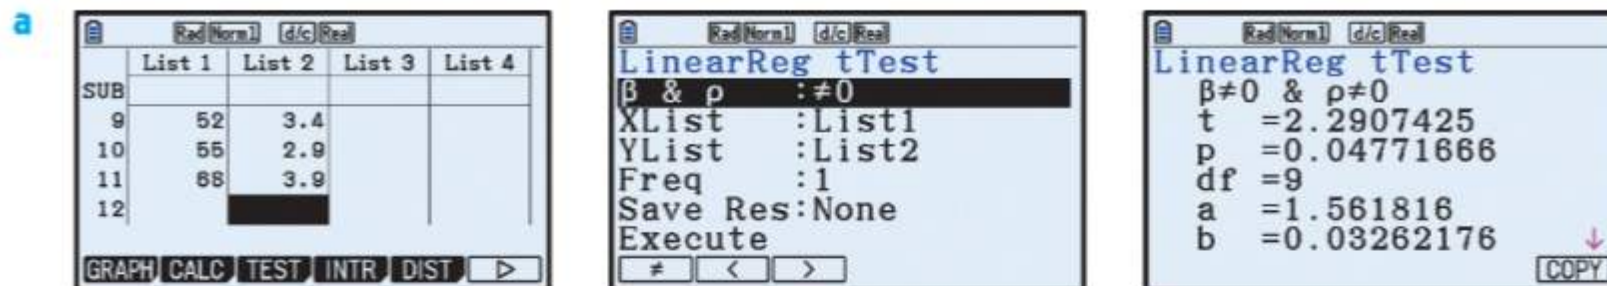 a
Rad Norm1 d/c Real
List 1 List 2 List 3 List 4
SUB
9 52 3.4
10 55 2.9
11 68 3.9
12
GRAPH CALC TEST INTR DIST ▷
Rad Norm1 d/c Real
LinearReg tTest
β & ρ :≠0
XList :List1
YList :List2
Freq :1
Save Res:None
Execute
≠ < >
Rad Norm1 d/c Real
LinearReg tTest
β≠0 & ρ≠0
t =2.2907425
p =0.04771666
df =9
a =1.561816
b =0.03262176 ↓
COPY